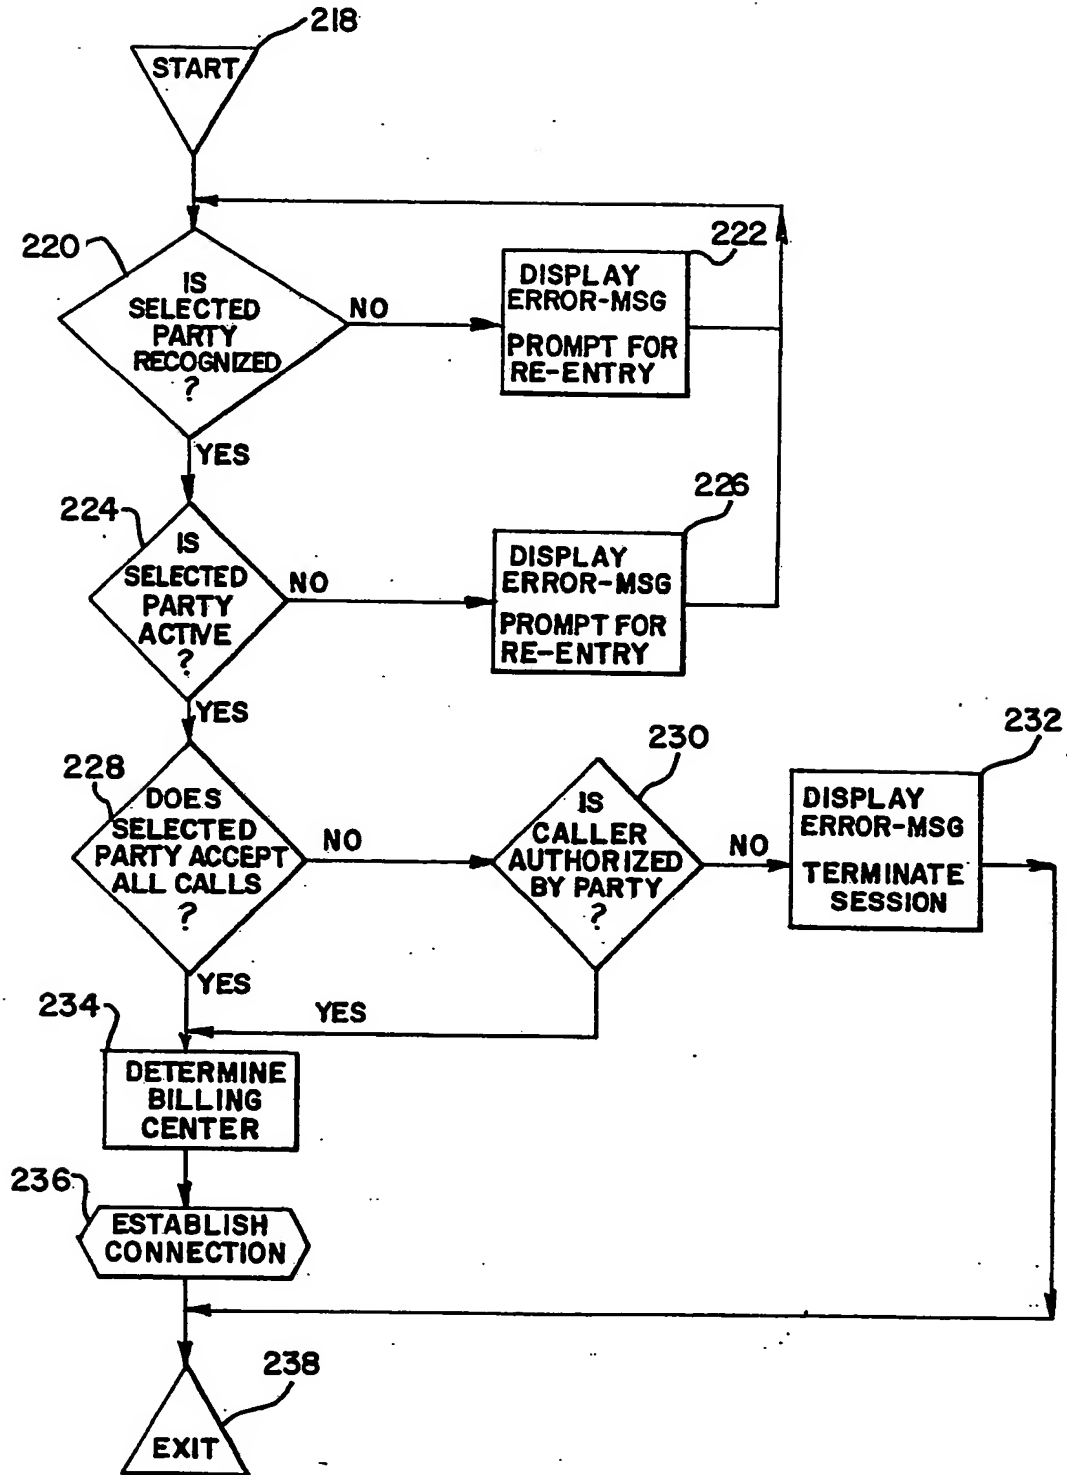 218
START
220
IS
SELECTED
PARTY
RECOGNIZED
?
NO
222
DISPLAY
ERROR-MSG
PROMPT FOR
RE-ENTRY
YES
224
IS
SELECTED
PARTY
ACTIVE
?
NO
226
DISPLAY
ERROR-MSG
PROMPT FOR
RE-ENTRY
YES
228
DOES
SELECTED
PARTY ACCEPT
ALL CALLS
?
NO
230
IS
CALLER
AUTHORIZED
BY PARTY
?
NO
232
DISPLAY
ERROR-MSG
TERMINATE
SESSION
YES
YES
234
DETERMINE
BILLING
CENTER
236
ESTABLISH
CONNECTION
238
EXIT